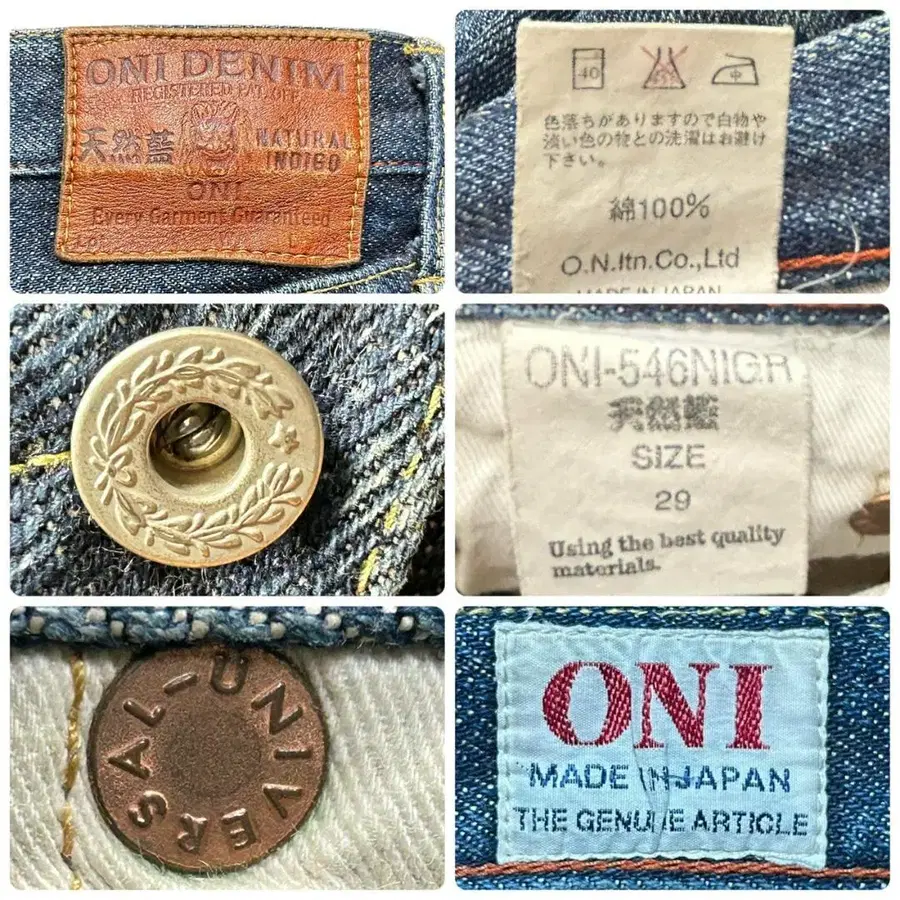 ONI DENIM
REGISTERED PAT. OFF.
天然藍
NATURAL
INDIGO
ONI
Every Garment Guaranteed
40
中
色落ちがありますので白物や
淡い色の物との洗濯はお避け
下さい。
綿100%
O.N.Itn.Co.,Ltd
MADE IN JAPAN
ONI-546NIGR
天然藍
SIZE
29
Using the best quality
materials.
UNIVERSAL
ONI
MADE IN JAPAN
THE GENUINE ARTICLE